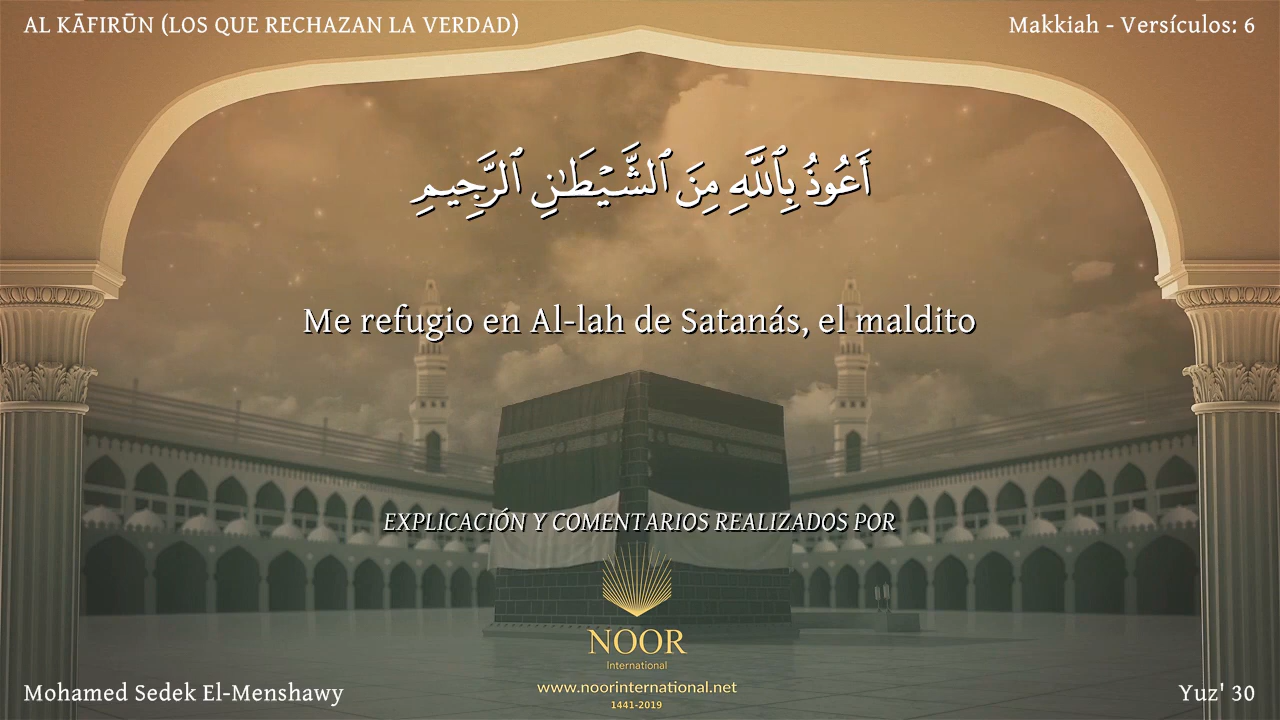 AL KĀFIRŪN (LOS QUE RECHAZAN LA VERDAD)
Makkiah - Versículos: 6
أَعُوذُ بِٱللَّهِ مِنَ ٱلشَّيْطَٰنِ ٱلرَّجِيمِ
Me refugio en Al-lah de Satanás, el maldito
EXPLICACIÓN Y COMENTARIOS REALIZADOS POR
NOOR
International
www.noorinternational.net
1441-2019
Mohamed Sedek El-Menshawy
Yuz' 30